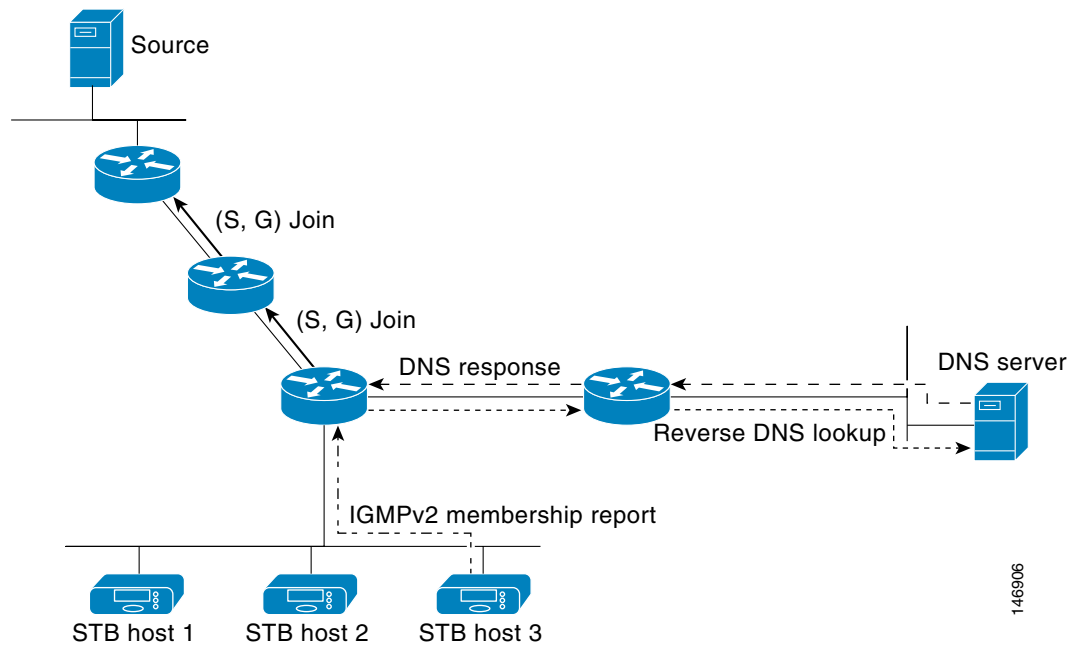 Source
(S, G) Join
(S, G) Join
DNS response
DNS server
Reverse DNS lookup
IGMPv2 membership report
STB host 1
STB host 2
STB host 3
146906